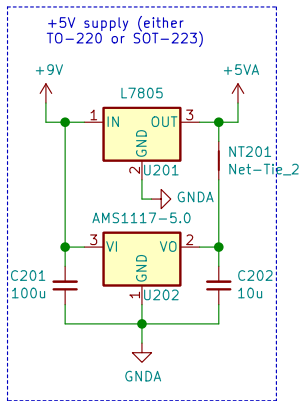 +5V supply (either
TO-220 or SOT-223)
+9V
+5VA
L7805
1 IN OUT 3
GND
2
U201
NT201
Net-Tie_2
GNDA
AMS1117-5.0
3 VI VO 2
GND
1
U202
C201
100u
C202
10u
GNDA